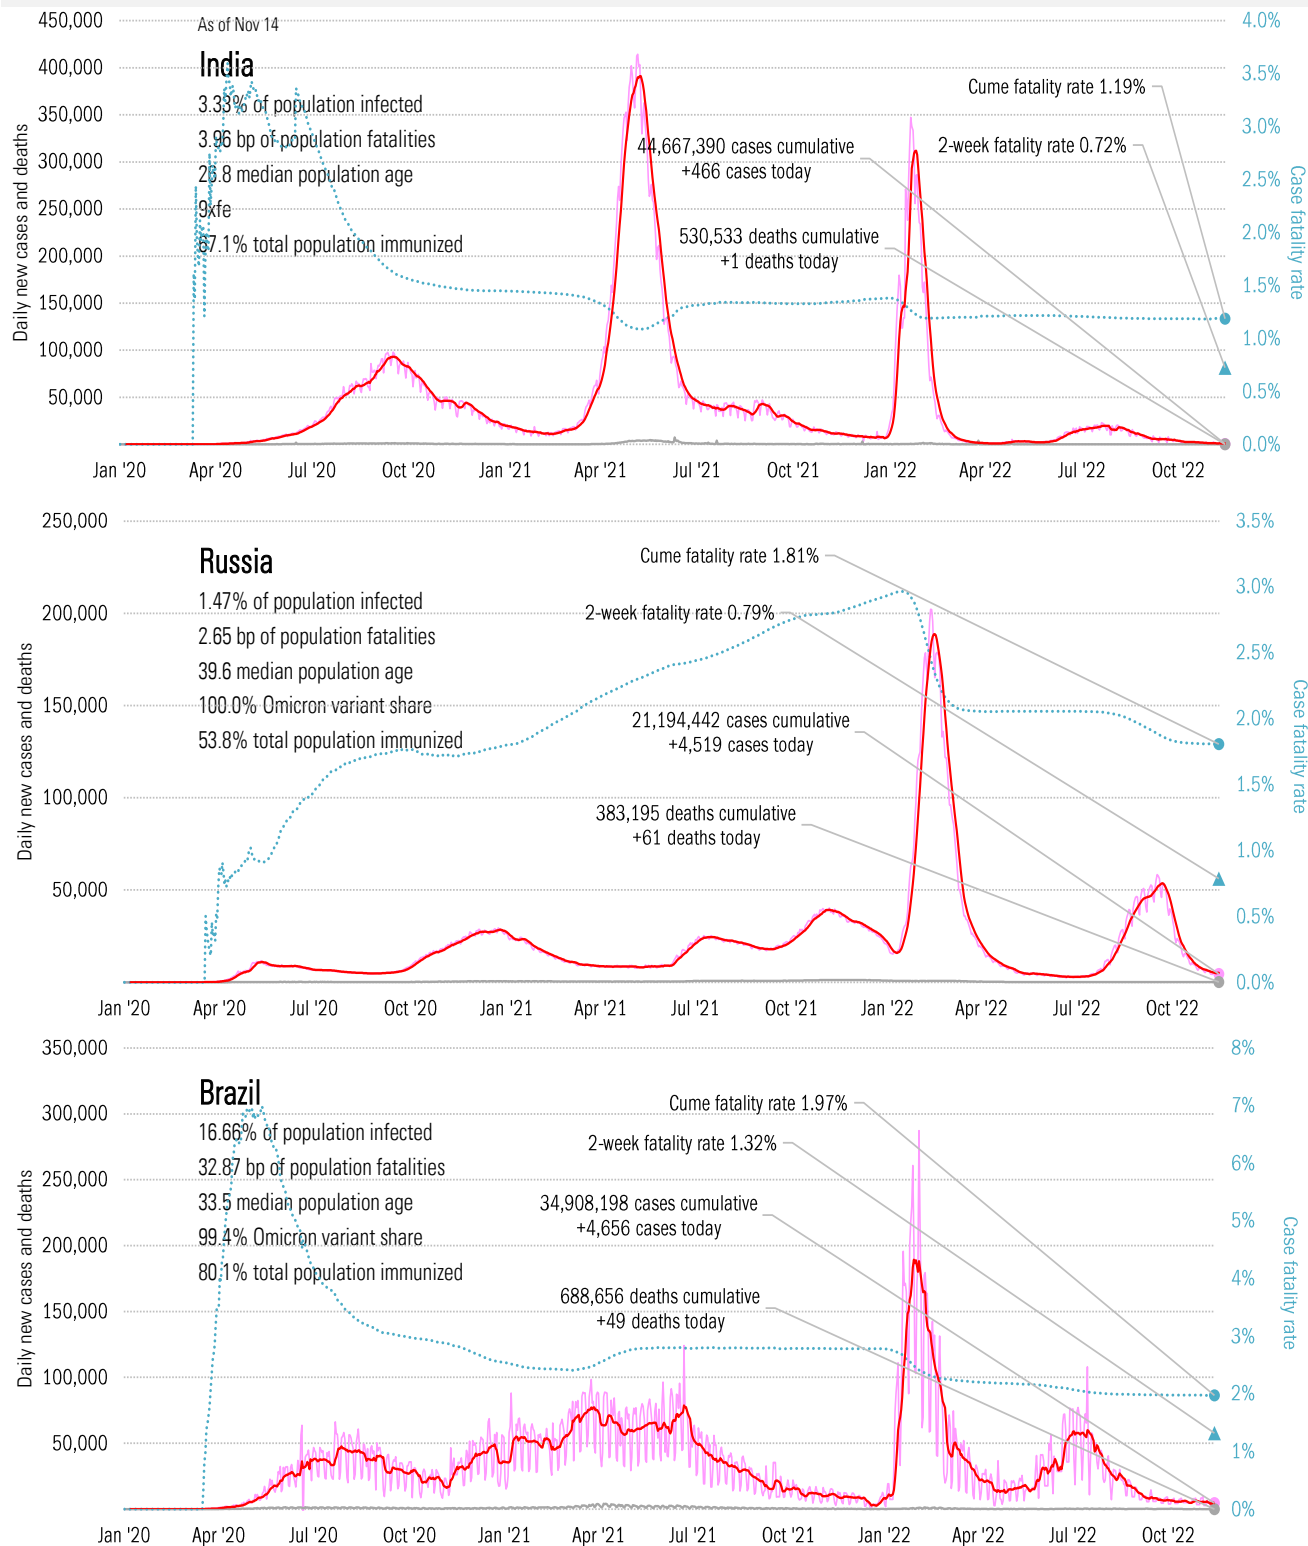 As of Nov 14
India
3.33% of population infected
3.96 bp of population fatalities
median population age
9xfe
67.1% total population immunized
Cume fatality rate 1.19%
2-week fatality rate 0.72%
44,667,390 cases cumulative
+466 cases today
530,533 deaths cumulative
+1 deaths today
Daily new cases and deaths
450,000
400,000
350,000
300,000
250,000
200,000
150,000
100,000
50,000
4.0%
3.5%
3.0%
2.5%
2.0%
1.5%
1.0%
0.5%
0.0%
Case fatality rate
Jan '20 Apr '20 Jul '20 Oct '20 Jan '21 Apr '21 Jul '21 Oct '21 Jan '22 Apr '22 Jul '22 Oct '22
Russia
1.47% of population infected
2.65 bp of population fatalities
39.6 median population age
100.0% Omicron variant share
53.8% total population immunized
Cume fatality rate 1.81%
2-week fatality rate 0.79%
21,194,442 cases cumulative
+4,519 cases today
383,195 deaths cumulative
+61 deaths today
Daily new cases and deaths
250,000
200,000
150,000
100,000
50,000
3.5%
3.0%
2.5%
2.0%
1.5%
1.0%
0.5%
0.0%
Case fatality rate
Jan '20 Apr '20 Jul '20 Oct '20 Jan '21 Apr '21 Jul '21 Oct '21 Jan '22 Apr '22 Jul '22 Oct '22
Brazil
16.66% of population infected
32.87 bp of population fatalities
33.5 median population age
99.4% Omicron variant share
80.1% total population immunized
Cume fatality rate 1.97%
2-week fatality rate 1.32%
34,908,198 cases cumulative
+4,656 cases today
688,656 deaths cumulative
+49 deaths today
Daily new cases and deaths
350,000
300,000
250,000
200,000
150,000
100,000
50,000
8%
7%
6%
5%
4%
3%
2%
1%
0%
Case fatality rate
Jan '20 Apr '20 Jul '20 Oct '20 Jan '21 Apr '21 Jul '21 Oct '21 Jan '22 Apr '22 Jul '22 Oct '22